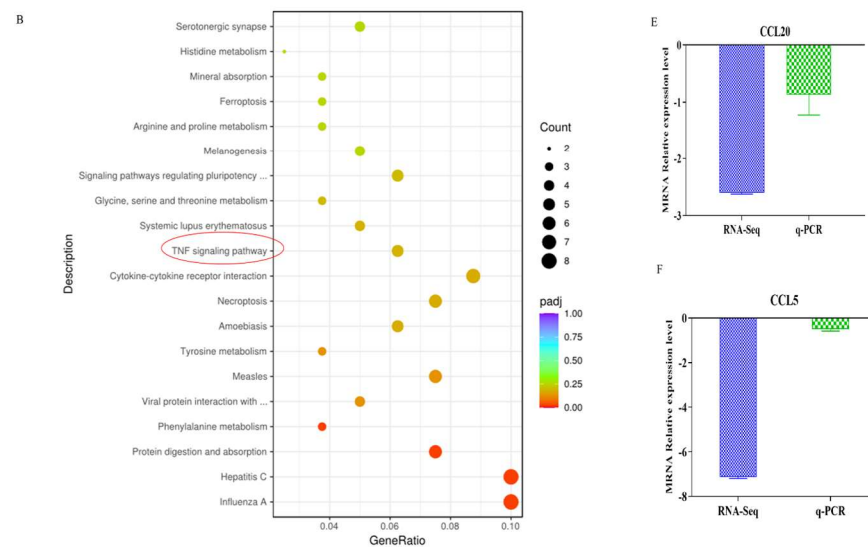 B
Serotonergic synapse
Histidine metabolism
Mineral absorption
Ferroptosis
Arginine and proline metabolism
Melanogenesis
Signaling pathways regulating pluripotency ...
Glycine, serine and threonine metabolism
Systemic lupus erythematosus
TNF signaling pathway
Cytokine-cytokine receptor interaction
Necroptosis
Amoebiasis
Tyrosine metabolism
Measles
Viral protein interaction with ...
Phenylalanine metabolism
Protein digestion and absorption
Hepatitis C
Influenza A
Description
0.04 0.06 0.08 0.10
GeneRatio
Count
2
3
4
5
6
7
8
padj
1.00
0.75
0.50
0.25
0.00
E
CCL20
MRNA Relative expression level
0
-1
-2
-3
RNA-Seq q-PCR
F
CCL5
MRNA Relative expression level
0
-2
-4
-6
-8
RNA-Seq q-PCR